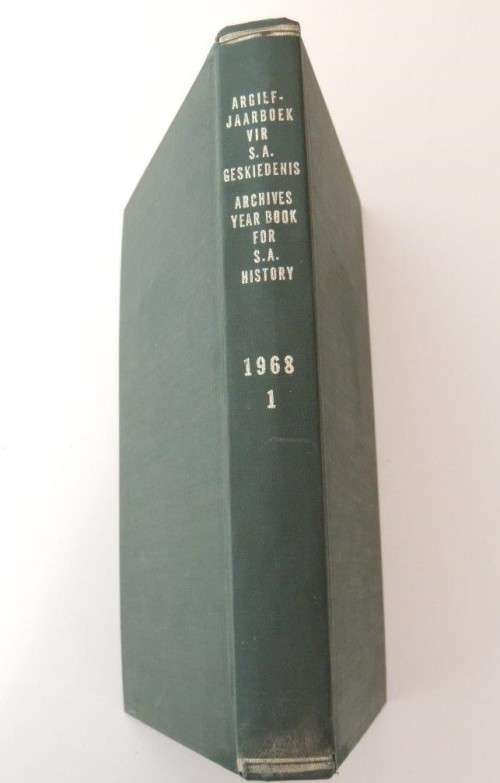 ARGIEF-
JAARBOEK
VIR
S.A.
GESKIEDENIS
ARCHIVES
YEAR BOOK
FOR
S.A.
HISTORY
1968
1